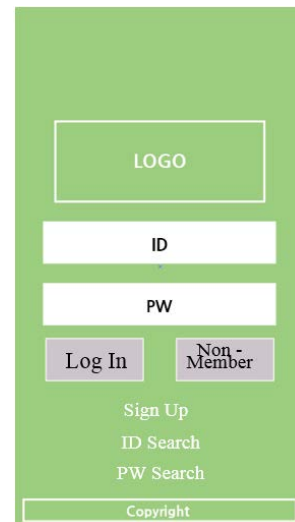 LOGO
ID
PW
Log In
Non -
Member
Sign Up
ID Search
PW Search
Copyright